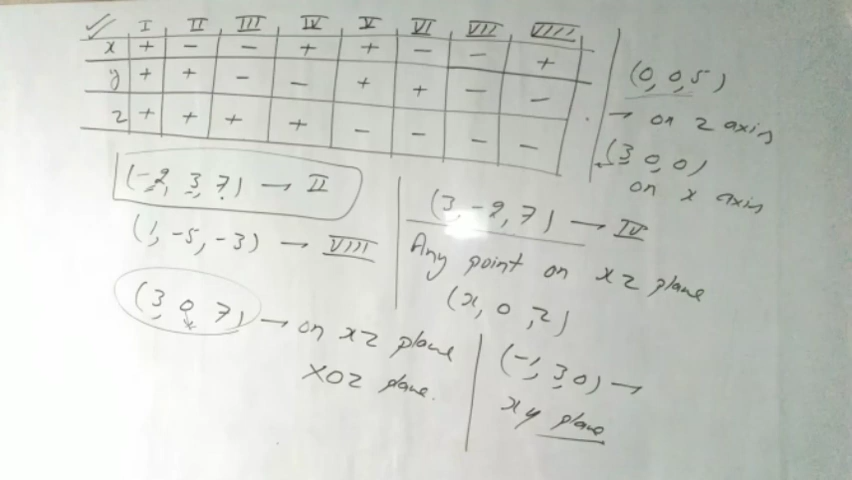 ✓ I II III IV V VI VII VIIII
x + − − + + − − +
y + + − − + + − −
z + + + + − − − −
(0, 0, 5)
→ on z axis
(3, 0, 0)
on x axis
(-2, 3, 7) → II
(1, -5, -3) → VIII
(3, 0, 7) → on xz plane
XOZ plane.
(3, -2, 7) → IV
Any point on xz plane
(x, 0, z)
(-1, 3, 0) →
xy plane